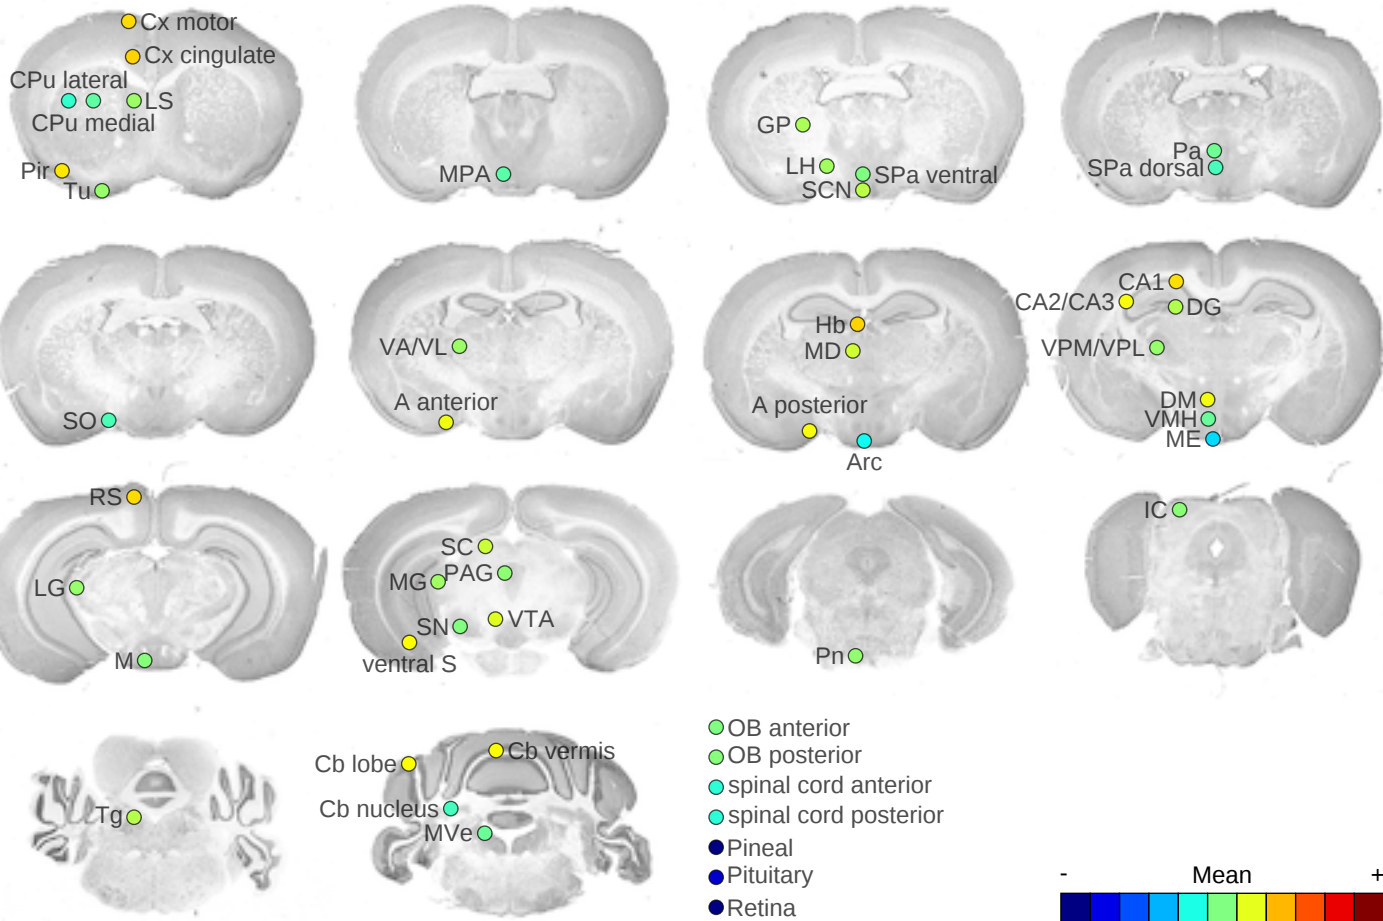 Cx motor
Cx cingulate
CPu lateral
LS
CPu medial
Pir
Tu
MPA
GP
LH
SPa ventral
SCN
Pa
SPa dorsal
SO
VA/VL
A anterior
Hb
MD
A posterior
Arc
CA1
CA2/CA3
DG
VPM/VPL
DM
VMH
ME
RS
LG
M
SC
MG
PAG
SN
VTA
ventral S
Pn
IC
Tg
Cb lobe
Cb vermis
Cb nucleus
MVe
OB anterior
OB posterior
spinal cord anterior
spinal cord posterior
Pineal
Pituitary
Retina
- Mean +